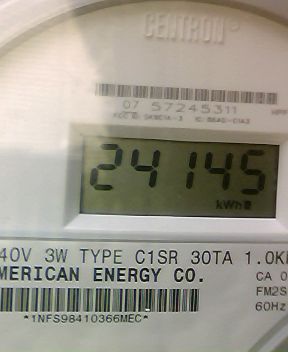 CENTRON®
07 57245311
24145
kWh
40V 3W TYPE C1SR 30TA 1.0K
MERICAN ENERGY CO.
CA 0
FM2S
60Hz
*1NFS98410366MEC*